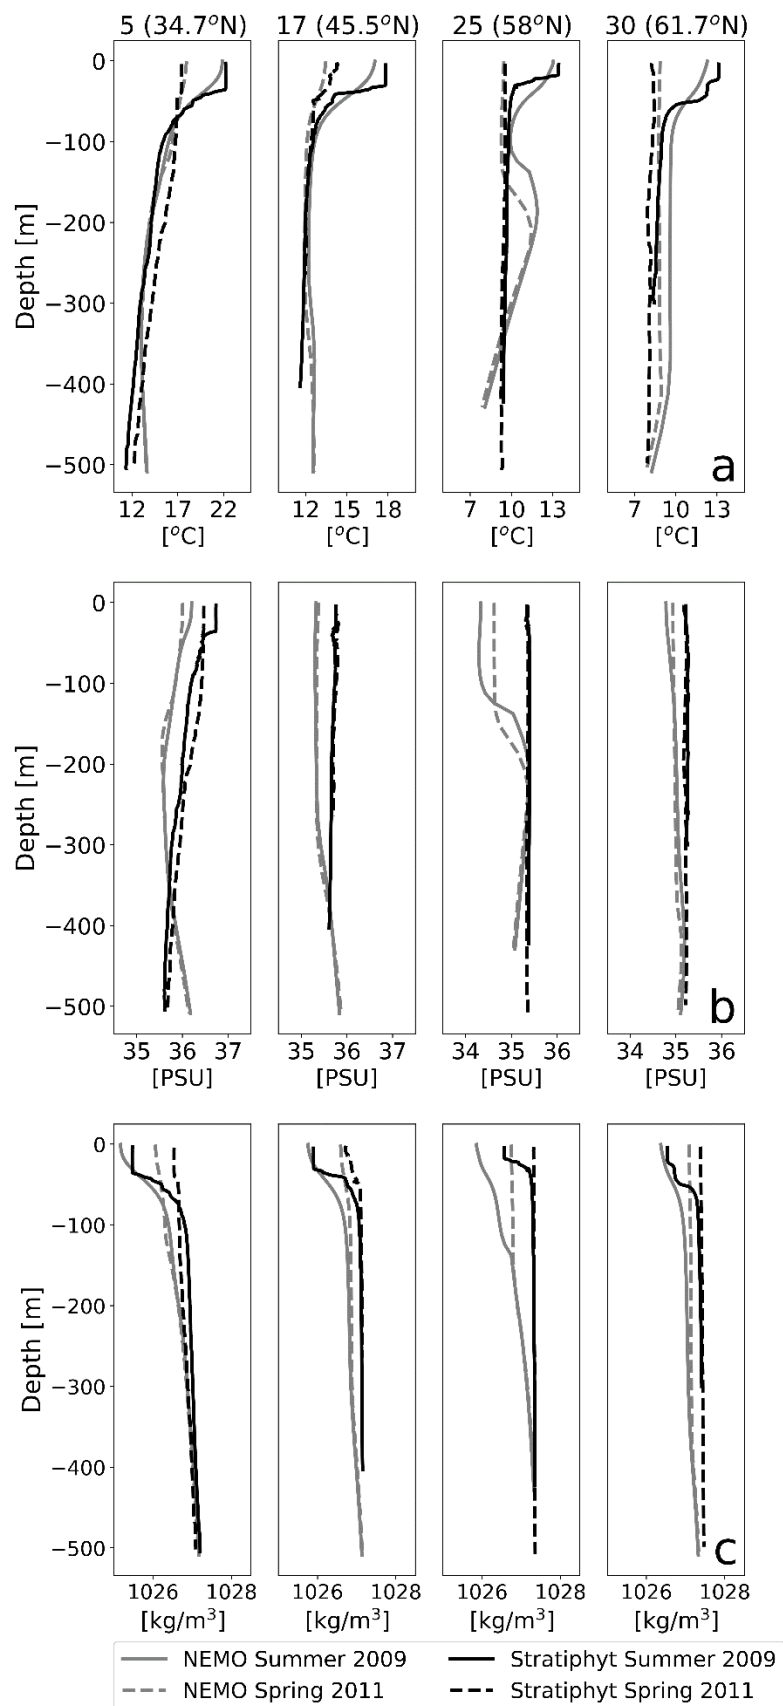 5 (34.7°N) 17 (45.5°N) 25 (58°N) 30 (61.7°N)
0
−100
−200
−300
−400
−500
Depth [m]
a
12 17 22 12 15 18 7 10 13 7 10 13
[°C] [°C] [°C] [°C]
0
−100
−200
−300
−400
−500
Depth [m]
b
35 36 37 35 36 37 34 35 36 34 35 36
[PSU] [PSU] [PSU] [PSU]
0
−100
−200
−300
−400
−500
Depth [m]
c
1026 1028 1026 1028 1026 1028 1026 1028
[kg/m³] [kg/m³] [kg/m³] [kg/m³]
NEMO Summer 2009 Stratiphyt Summer 2009
NEMO Spring 2011 Stratiphyt Spring 2011